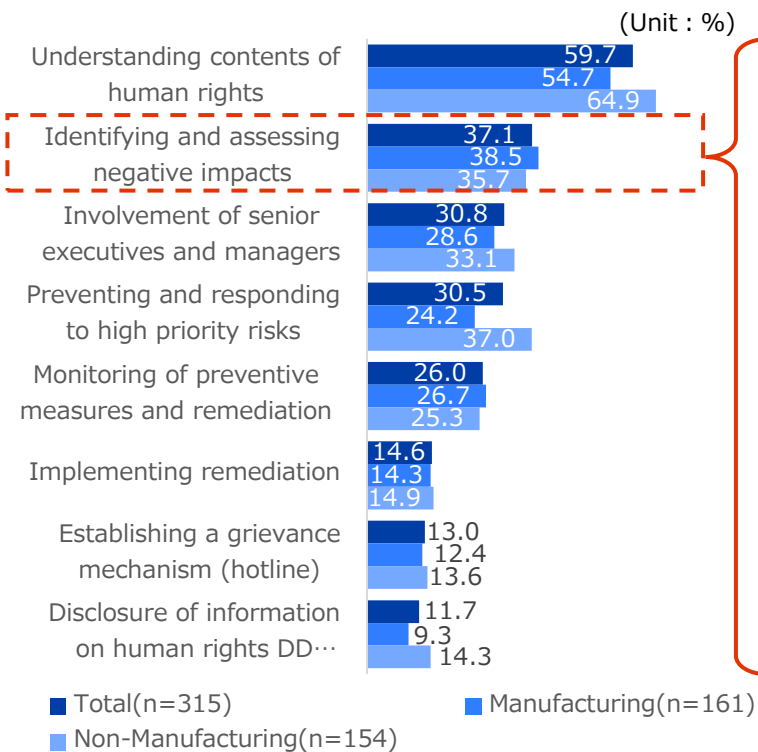 (Unit : %)
Understanding contents of
human rights
59.7
54.7
64.9
Identifying and assessing
negative impacts
37.1
38.5
35.7
Involvement of senior
executives and managers
30.8
28.6
33.1
Preventing and responding
to high priority risks
30.5
24.2
37.0
Monitoring of preventive
measures and remediation
26.0
26.7
25.3
Implementing remediation
14.6
14.3
14.9
Establishing a grievance
mechanism (hotline)
13.0
12.4
13.6
Disclosure of information
on human rights DD…
11.7
9.3
14.3
Total(n=315)
Manufacturing(n=161)
Non-Manufacturing(n=154)